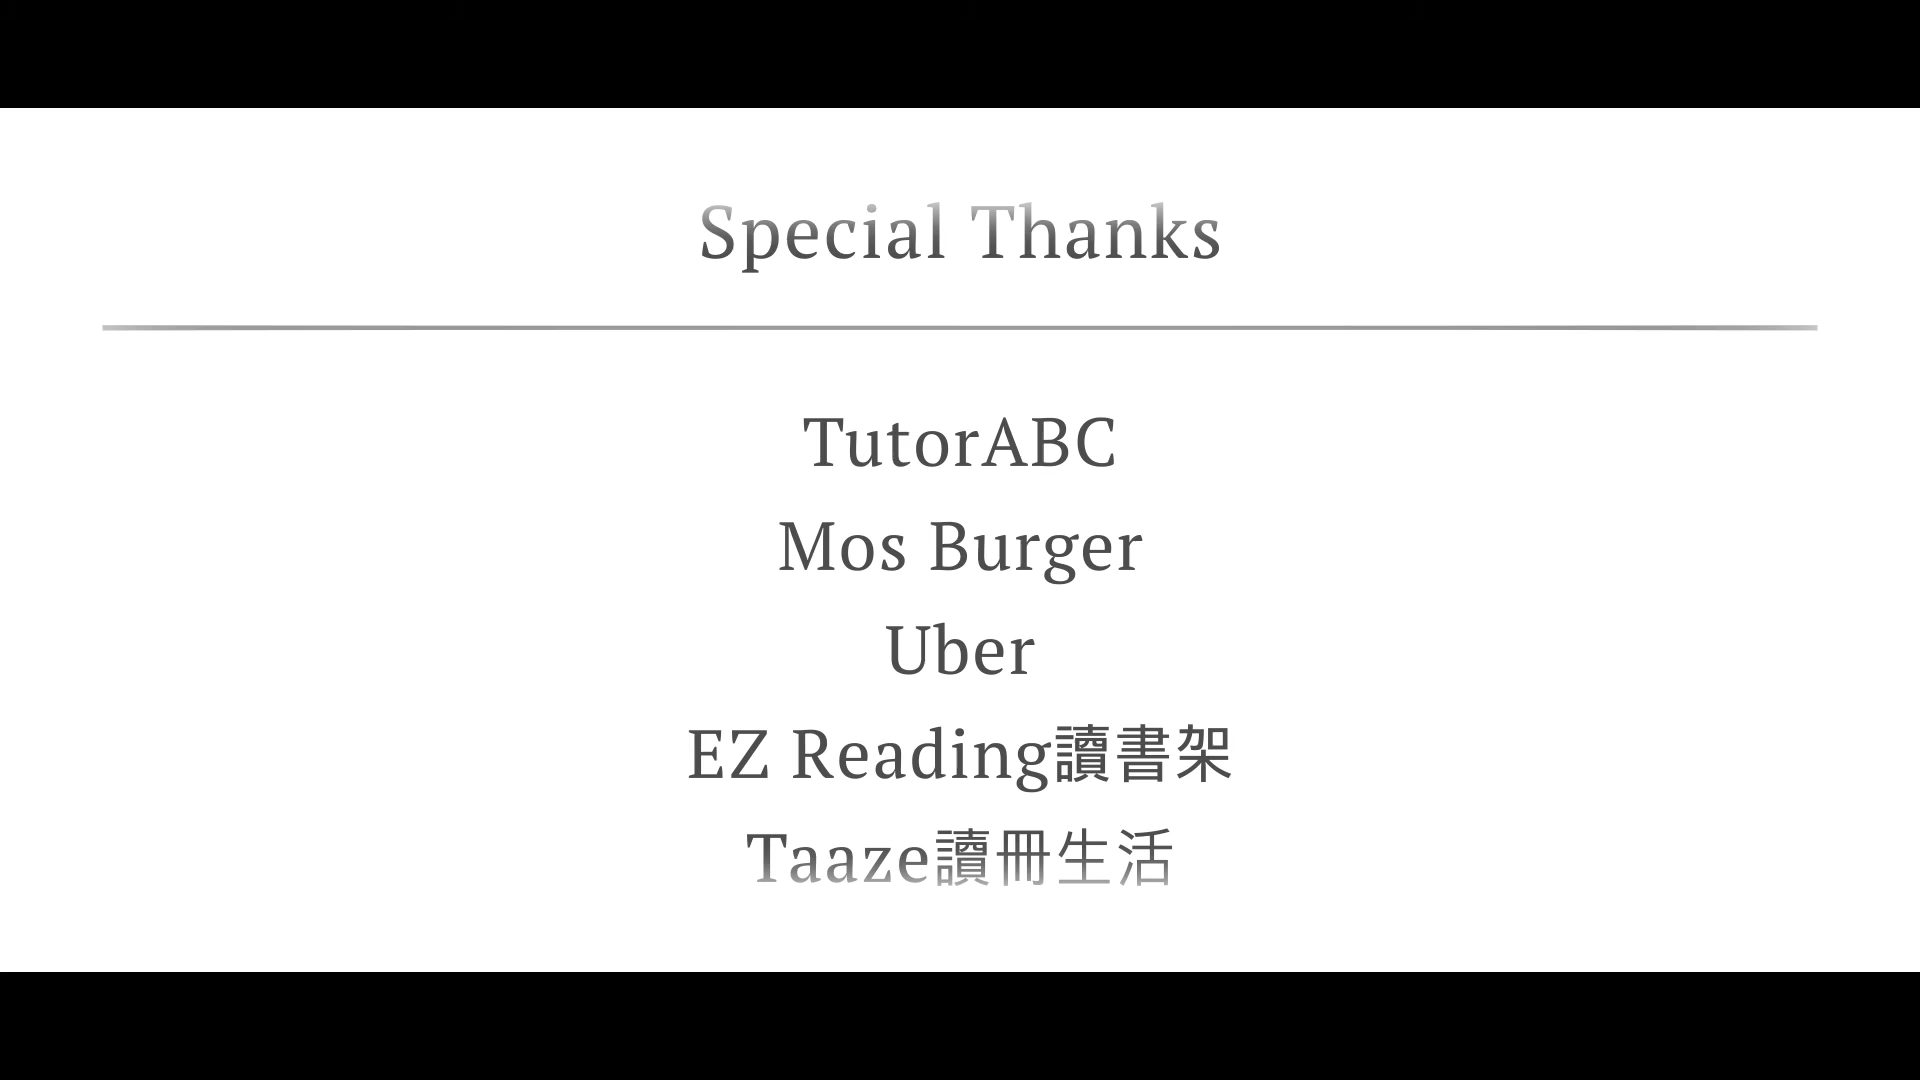 Special Thanks
TutorABC
Mos Burger
Uber
EZ Reading讀書架
Taaze讀冊生活